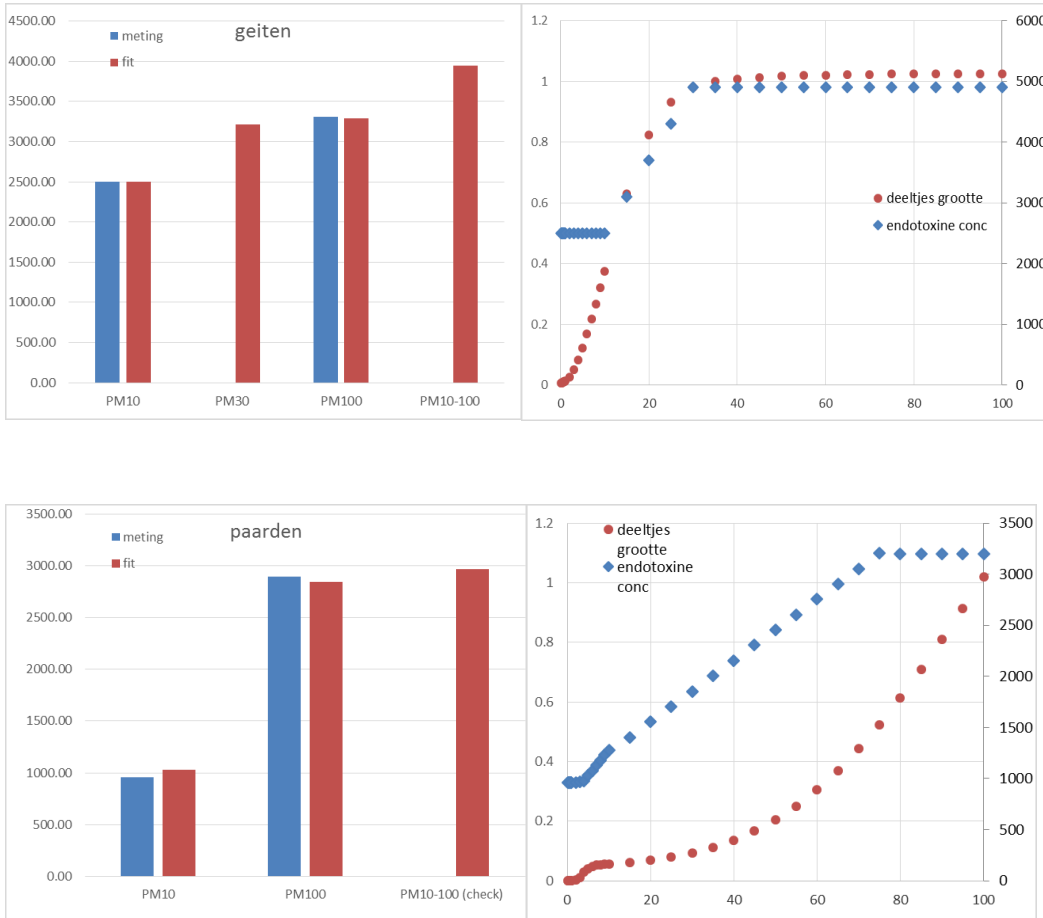 geiten
meting
fit
4500.00
4000.00
3500.00
3000.00
2500.00
2000.00
1500.00
1000.00
500.00
0.00
PM10 PM30 PM100 PM10-100
1.2
1
0.8
0.6
0.4
0.2
0
6000
5000
4000
3000
2000
1000
0
deeltjes grootte
endotoxine conc
0 20 40 60 80 100
paarden
meting
fit
3500.00
3000.00
2500.00
2000.00
1500.00
1000.00
500.00
0.00
PM10 PM100 PM10-100 (check)
deeltjes
grootte
endotoxine
conc
1.2
1
0.8
0.6
0.4
0.2
0
3500
3000
2500
2000
1500
1000
500
0
0 20 40 60 80 100